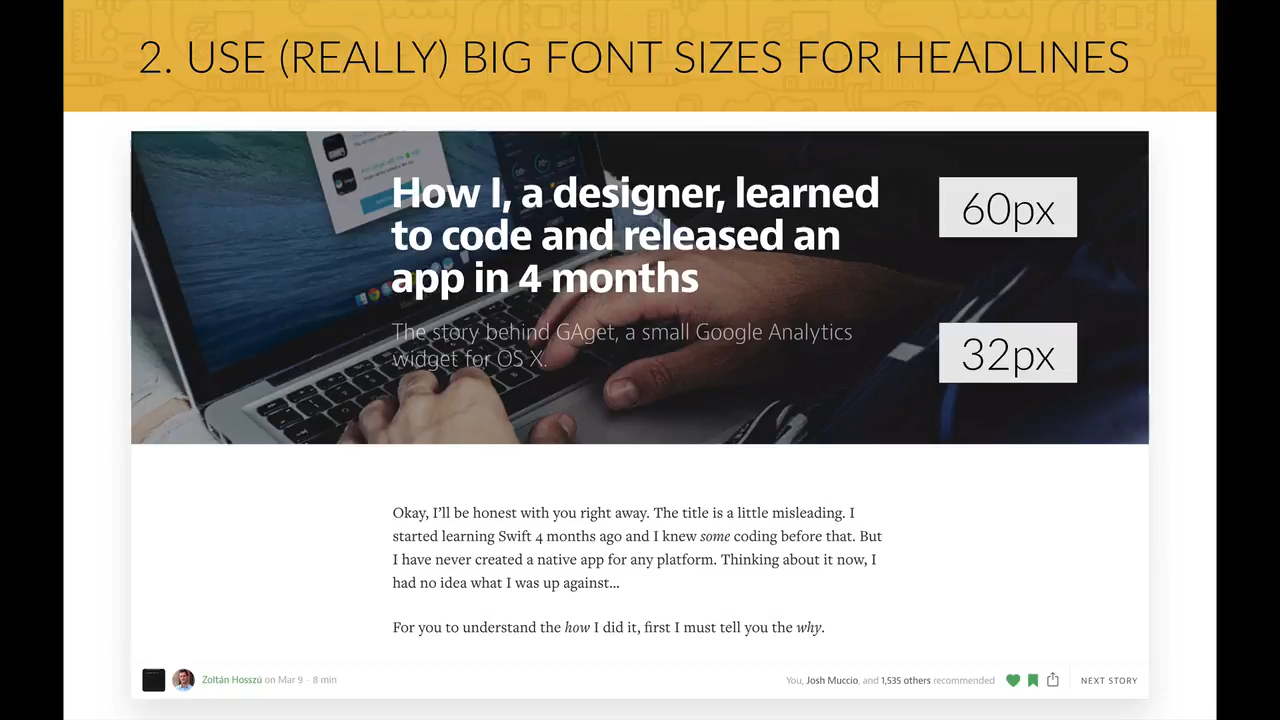 2. USE (REALLY) BIG FONT SIZES FOR HEADLINES
How I, a designer, learned
to code and released an
app in 4 months
60px
The story behind GAget, a small Google Analytics
widget for OS X.
32px
Okay, I'll be honest with you right away. The title is a little misleading. I
started learning Swift 4 months ago and I knew some coding before that. But
I have never created a native app for any platform. Thinking about it now, I
had no idea what I was up against...
For you to understand the how I did it, first I must tell you the why.
Zoltán Hosszú on Mar 9 · 8 min
You, Josh Muccio, and 1,535 others recommended
NEXT STORY